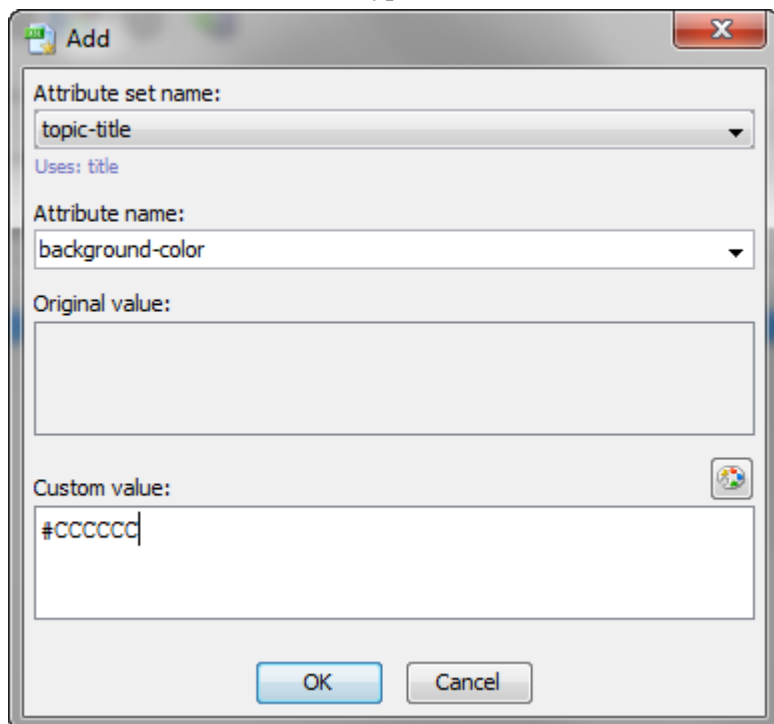 Add
Attribute set name:
topic-title
Uses: title
Attribute name:
background-color
Original value:
Custom value:
#CCCCCC
OK Cancel